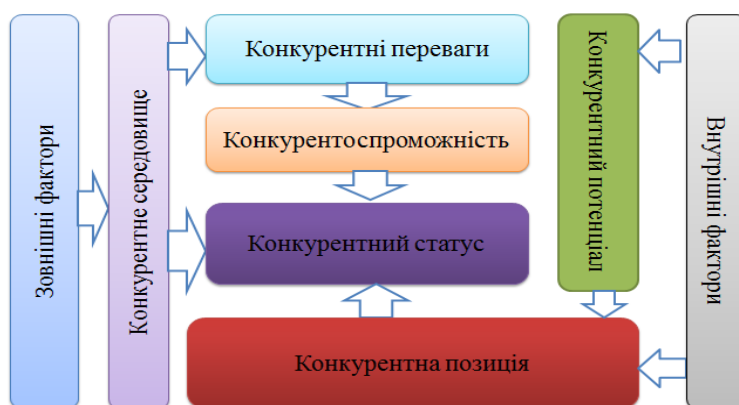 Зовнішні фактори
Конкурентне середовище
Конкурентні переваги
Конкурентоспроможність
Конкурентний статус
Конкурентна позиція
Конкурентний потенціал
Внутрішні фактори